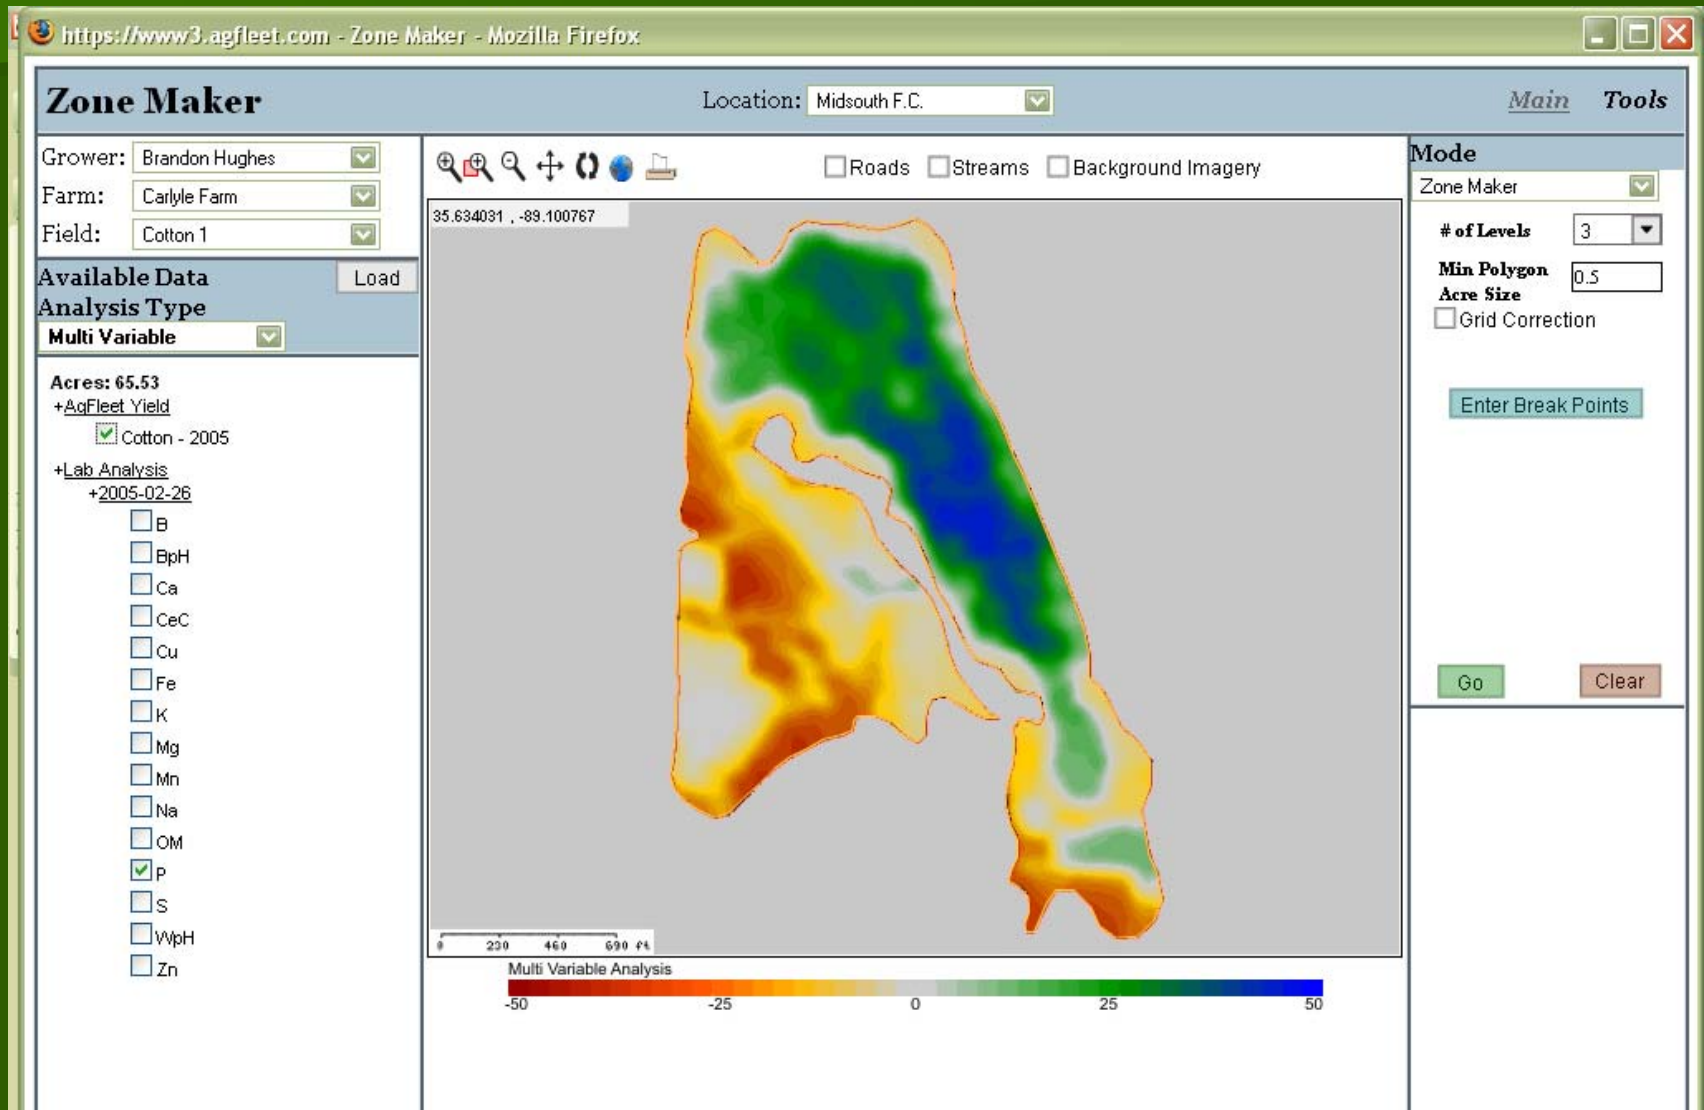 https://www3.agfleet.com - Zone Maker - Mozilla Firefox
Zone Maker
Location: Midsouth F.C.
Main Tools
Grower: Brandon Hughes
Farm: Carlyle Farm
Field: Cotton 1
Available Data Load
Analysis Type
Multi Variable
Acres: 65.53
+AgFleet Yield
Cotton - 2005
+Lab Analysis
+2005-02-26
B
BpH
Ca
CeC
Cu
Fe
K
Mg
Mn
Na
OM
P
S
WpH
Zn
Roads Streams Background Imagery
35.634031 , -89.100767
0 230 460 690 ft
Multi Variable Analysis
-50 -25 0 25 50
Mode
Zone Maker
# of Levels 3
Min Polygon
Acre Size 0.5
Grid Correction
Enter Break Points
Go Clear